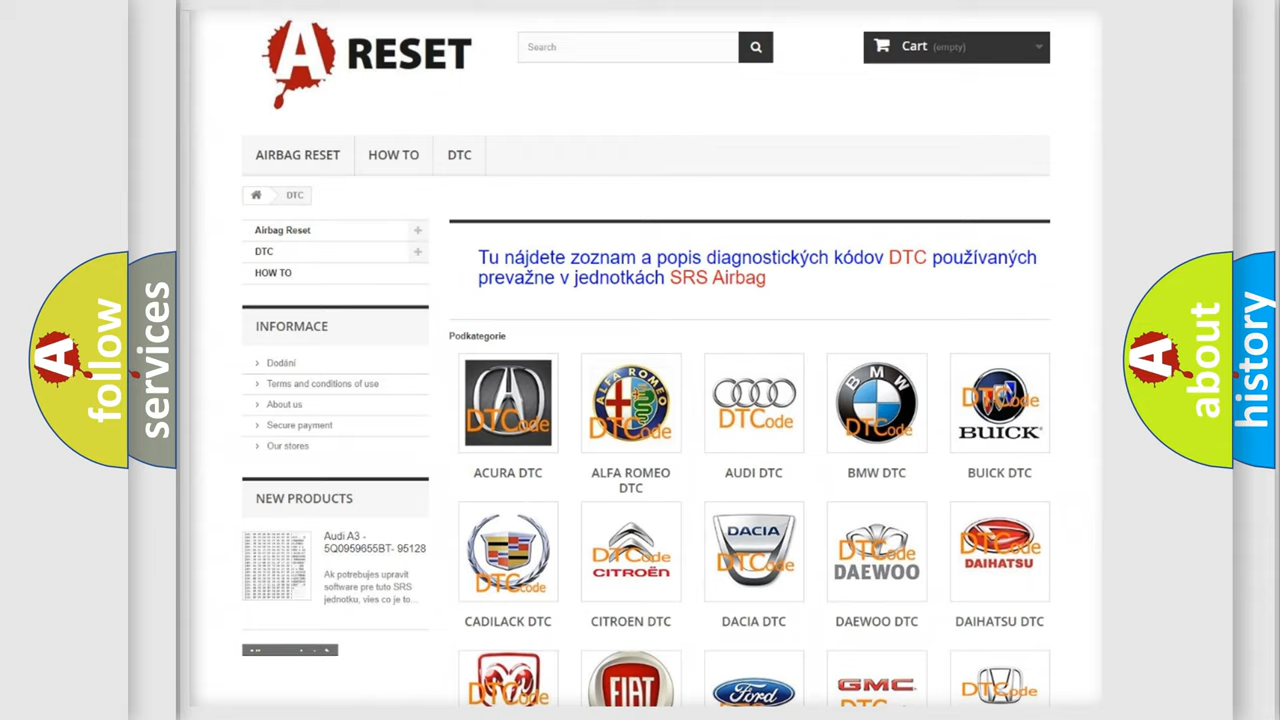 A RESET
Search
Cart (empty)
AIRBAG RESET
HOW TO
DTC
DTC
Airbag Reset
DTC
HOW TO
Tu nájdete zoznam a popis diagnostických kódov DTC používaných
prevažne v jednotkách SRS Airbag
INFORMACE
Dodání
Terms and conditions of use
About us
Secure payment
Our stores
NEW PRODUCTS
Audi A3 -
5Q0959655BT- 95128
Ak potrebujes upravit
software pre tuto SRS
jednotku, vies co je to...
Podkategorie
DTCode
ALFA ROMEO
DTCode
DTCode
BMW
DTCode
DTCode
BUICK
ACURA DTC
ALFA ROMEO
DTC
AUDI DTC
BMW DTC
BUICK DTC
DTCode
DTCode
CITROËN
DACIA
DTCode
DTCode
DAEWOO
DTCode
DAIHATSU
CADILACK DTC
CITROEN DTC
DACIA DTC
DAEWOO DTC
DAIHATSU DTC
DTCode
FIAT
Ford
GMC
DTCode
A follow
services
A about
history